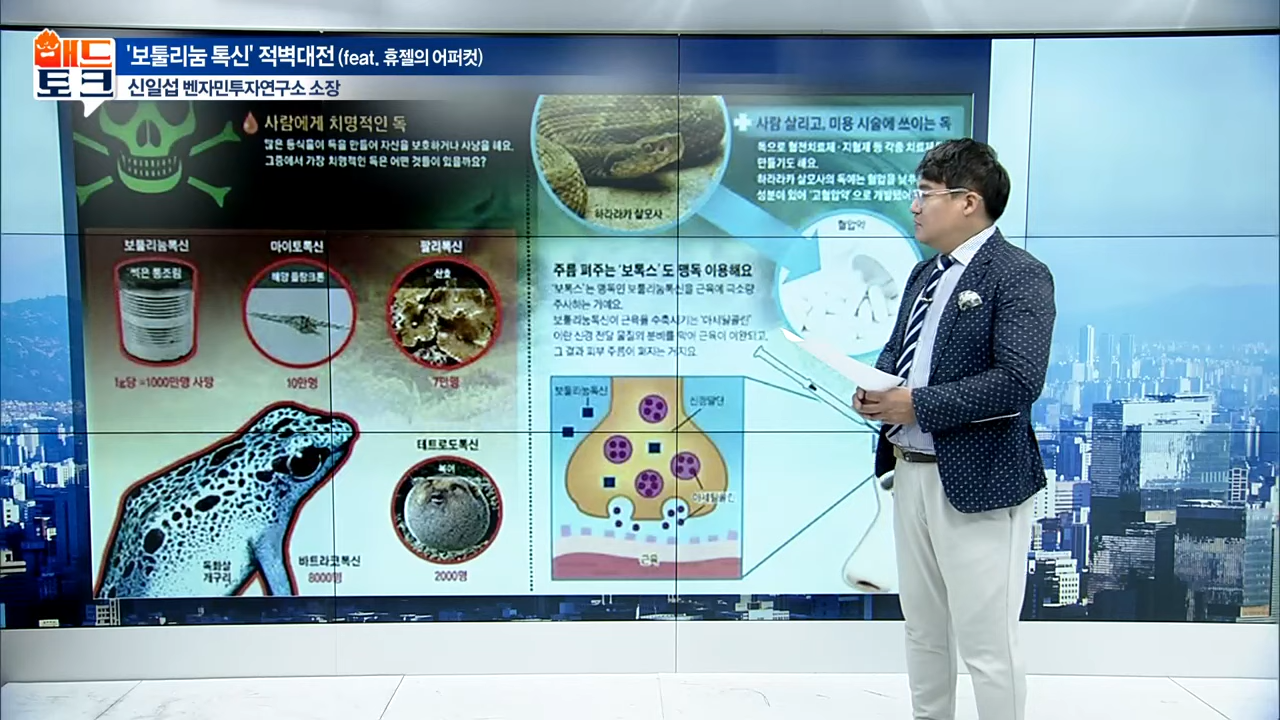 배드
토크
'보툴리눔 톡신' 적벽대전 (feat. 휴젤의 어퍼컷)
신일섭 벤자민투자연구소 소장
사람에게 치명적인 독
많은 동식물이 독을 만들어 자신을 보호하거나 사냥을 해요.
그중에서 가장 치명적인 독은 어떤 것들이 있을까요?
보툴리눔톡신
썩은 통조림
1g당 =1000만명 사망
마이토톡신
해양 플랑크톤
10만명
팔리톡신
산호
7만명
독화살
개구리
바트라코톡신
8000명
테트로도톡신
복어
2000명
하라라카 살모사
사람 살리고, 미용 시술에 쓰이는 독
독으로 혈전치료제·지혈제 등 각종 치료제
만들기도 해요.
하라라카 살모사의 독에는 혈압을 낮추
성분이 있어 '고혈압약'으로 개발됐어
혈압약
주름 펴주는 '보톡스'도 맹독 이용해요
'보톡스'는 맹독인 보툴리눔톡신을 근육에 극소량
주사하는 거예요.
보툴리눔톡신이 근육을 수축시키는 '아세틸콜린'
이란 신경 전달 물질의 분비를 막아 근육이 이완되고,
그 결과 피부 주름이 펴지는 거지요.
보툴리눔톡신
신경말단
아세틸콜린
근육